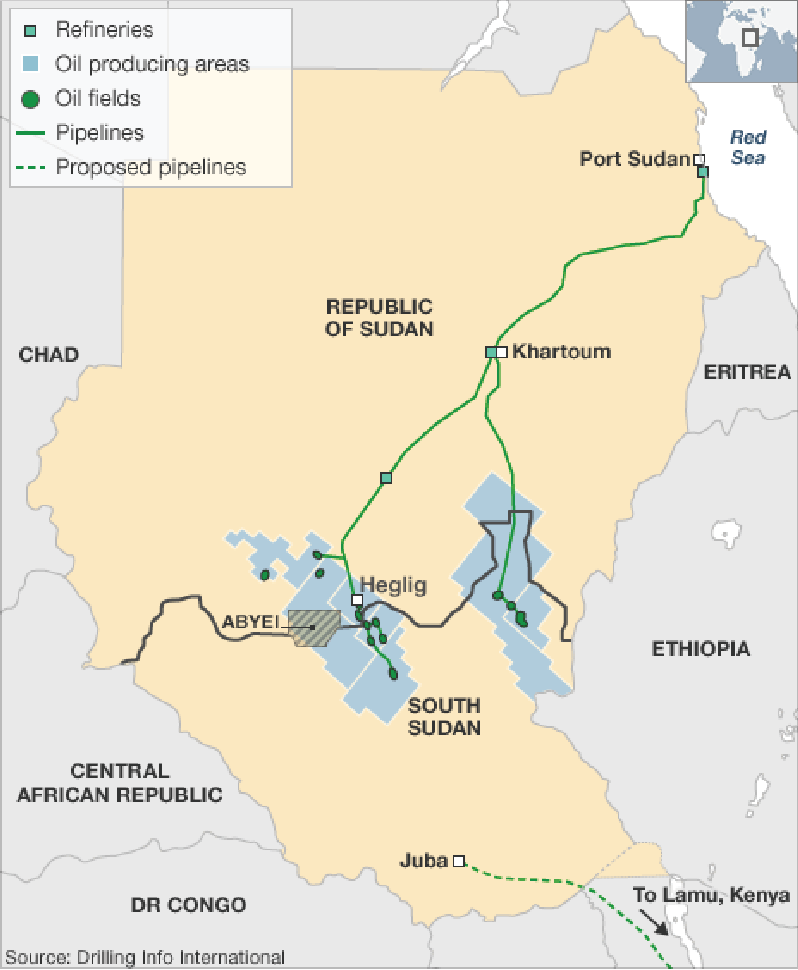 Refineries
Oil producing areas
Oil fields
Pipelines
Proposed pipelines
Port Sudan
Red
Sea
REPUBLIC
OF SUDAN
CHAD
Khartoum
ERITREA
Heglig
ABYEI
ETHIOPIA
SOUTH
SUDAN
CENTRAL
AFRICAN REPUBLIC
Juba
To Lamu, Kenya
DR CONGO
Source: Drilling Info International